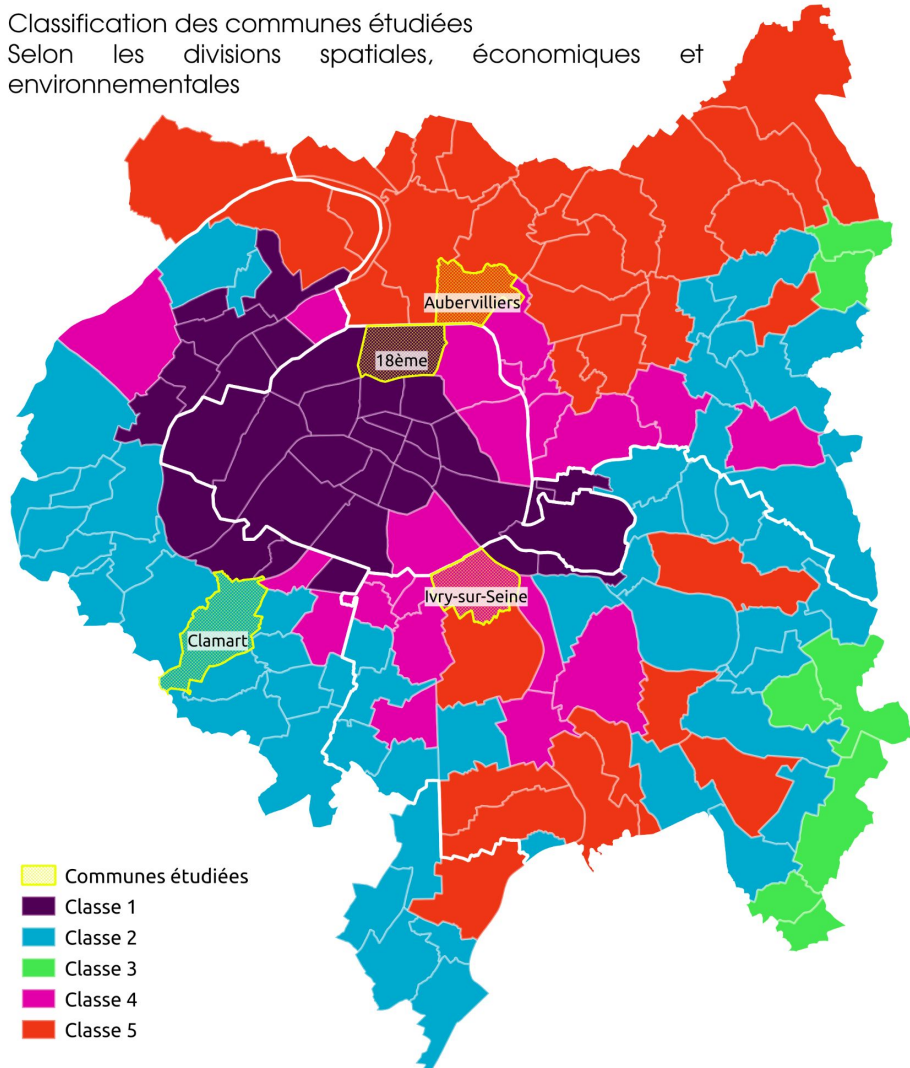 Classification des communes étudiées
Selon les divisions spatiales, économiques et
environnementales
Aubervilliers
18ème
Ivry-sur-Seine
Clamart
Communes étudiées
Classe 1
Classe 2
Classe 3
Classe 4
Classe 5